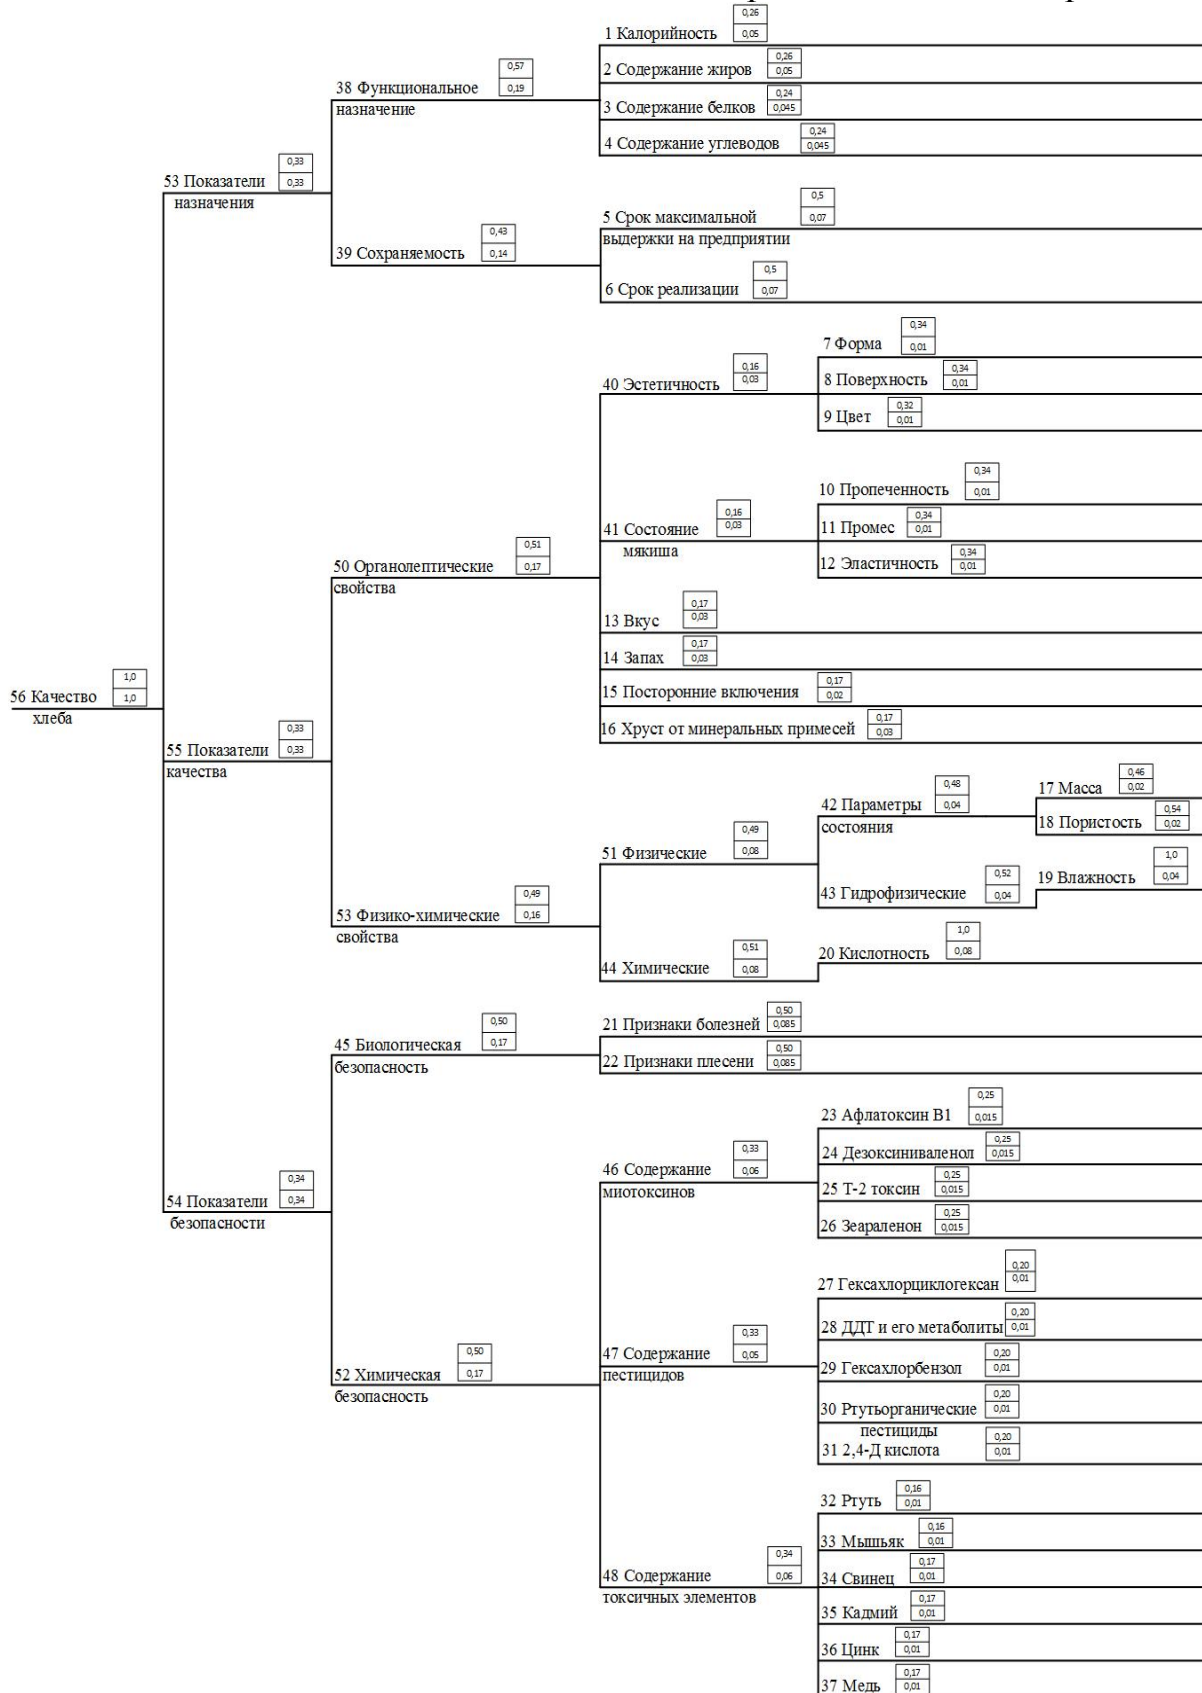 0,26
1 Калорийность 0,05
0,26
2 Содержание жиров 0,05
0,57
38 Функциональное 0,19
назначение
0,24
3 Содержание белков 0,045
0,24
4 Содержание углеводов 0,045
0,33
53 Показатели 0,33
назначения
0,5
5 Срок максимальной 0,07
выдержки на предприятии
0,43
39 Сохраняемость 0,14
0,5
6 Срок реализации 0,07
0,34
7 Форма 0,01
0,16
40 Эстетичность 0,03
0,34
8 Поверхность 0,01
0,32
9 Цвет 0,01
0,34
10 Пропеченность 0,01
0,16
41 Состояние 0,03
мякиша
0,34
11 Промес 0,01
0,34
12 Эластичность 0,01
0,51
50 Органолептические 0,17
свойства
0,17
13 Вкус 0,03
0,17
14 Запах 0,03
0,17
15 Посторонние включения 0,02
0,17
16 Хруст от минеральных примесей 0,03
1,0
56 Качество 1,0
хлеба
0,33
55 Показатели 0,33
качества
0,48
42 Параметры 0,04
состояния
0,46
17 Масса 0,02
0,54
18 Пористость 0,02
0,49
51 Физические 0,08
0,52
43 Гидрофизические 0,04
1,0
19 Влажность 0,04
0,49
53 Физико-химические 0,16
свойства
0,51
44 Химические 0,08
1,0
20 Кислотность 0,08
0,50
45 Биологическая 0,17
безопасность
0,50
21 Признаки болезней 0,085
0,50
22 Признаки плесени 0,085
0,25
23 Афлатоксин В1 0,015
0,33
46 Содержание 0,06
миотоксинов
0,25
24 Дезоксиниваленол 0,015
0,25
25 Т-2 токсин 0,015
0,25
26 Зеараленон 0,015
0,34
54 Показатели 0,34
безопасности
0,20
27 Гексахлорциклогексан 0,01
0,20
28 ДДТ и его метаболиты 0,01
0,33
47 Содержание 0,05
пестицидов
0,20
29 Гексахлорбензол 0,01
0,50
52 Химическая 0,17
безопасность
0,20
30 Ртутьорганические 0,01
пестициды
0,20
31 2,4-Д кислота 0,01
0,16
32 Ртуть 0,01
0,16
33 Мышьяк 0,01
0,34
48 Содержание 0,06
токсичных элементов
0,17
34 Свинец 0,01
0,17
35 Кадмий 0,01
0,17
36 Цинк 0,01
0,17
37 Медь 0,01